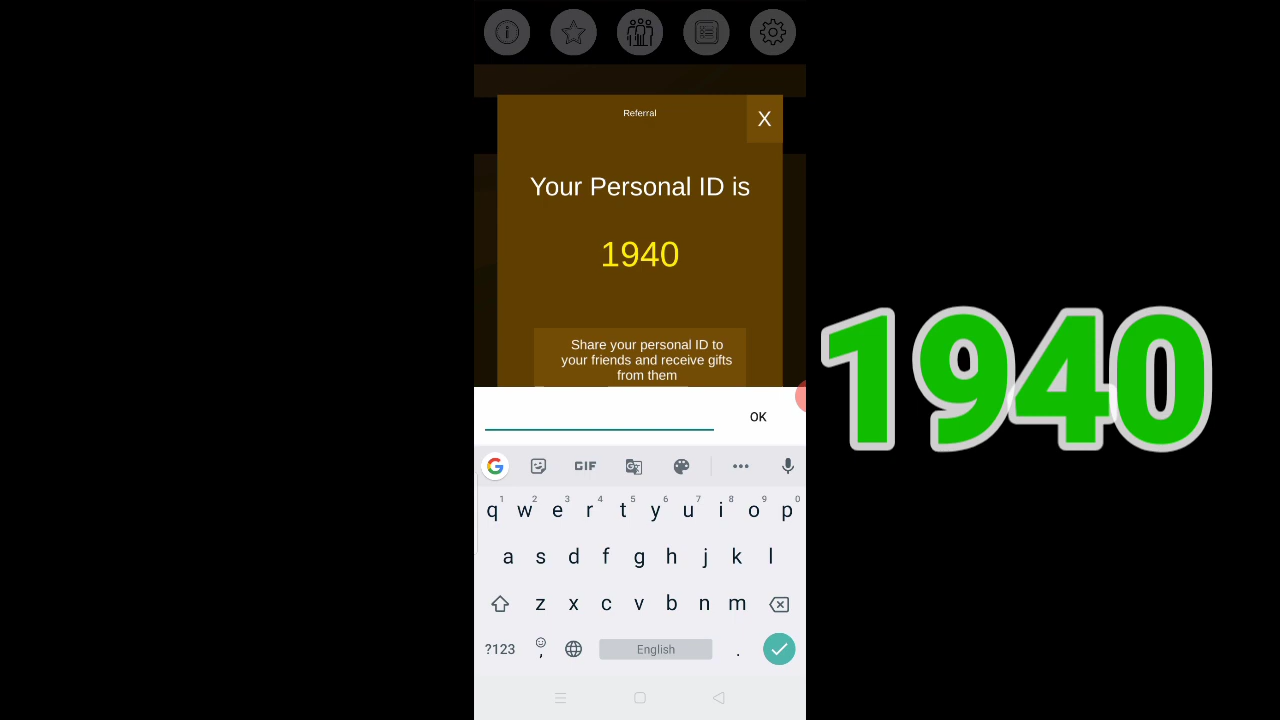 Referral
X
Your Personal ID is
1940
Share your personal ID to
your friends and receive gifts
from them
1940
OK
G GIF G
1 2 3 4 5 6 7 8 9 0
q w e r t y u i o p
a s d f g h j k l
z x c v b n m
?123 , English .